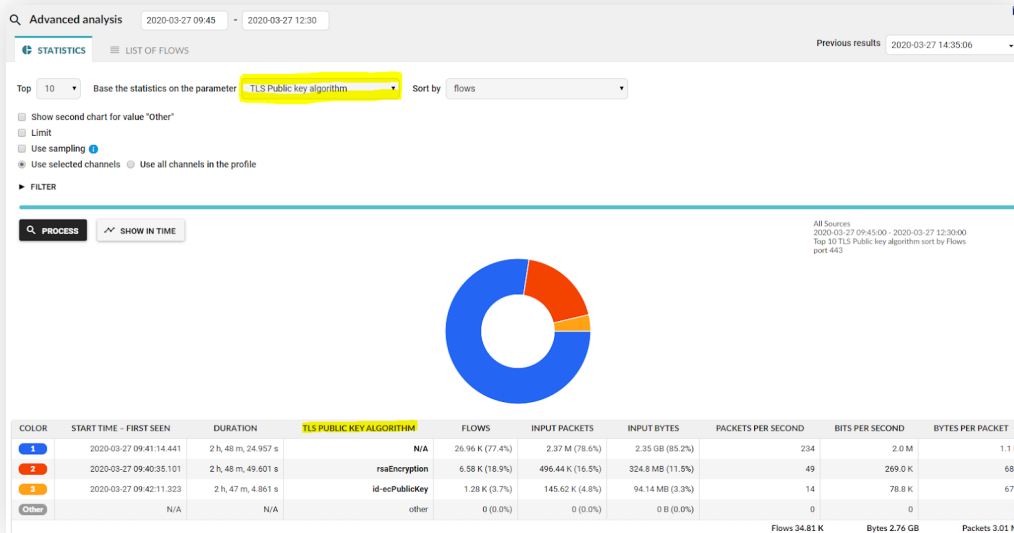 Advanced analysis 2020-03-27 09:45 - 2020-03-27 12:30
STATISTICS LIST OF FLOWS
Previous results 2020-03-27 14:35:06
Top 10 Base the statistics on the parameter TLS Public key algorithm Sort by flows
Show second chart for value "Other"
Limit
Use sampling
Use selected channels Use all channels in the profile
FILTER
PROCESS SHOW IN TIME
All Sources
2020-03-27 09:45:00 - 2020-03-27 12:30:00
Top 10 TLS Public key algorithm sort by Flows
port 443
COLOR START TIME – FIRST SEEN DURATION TLS PUBLIC KEY ALGORITHM FLOWS INPUT PACKETS INPUT BYTES PACKETS PER SECOND BITS PER SECOND BYTES PER PACKET
1 2020-03-27 09:41:14.441 2 h, 48 m, 24.957 s N/A 26.96 K (77.4%) 2.37 M (78.6%) 2.35 GB (85.2%) 234 2.0 M 1.1
2 2020-03-27 09:40:35.101 2 h, 48 m, 49.601 s rsaEncryption 6.58 K (18.9%) 496.44 K (16.5%) 324.8 MB (11.5%) 49 269.0 K 68
3 2020-03-27 09:42:11.323 2 h, 47 m, 4.861 s id-ecPublicKey 1.28 K (3.7%) 145.62 K (4.8%) 94.14 MB (3.3%) 14 78.8 K 67
Other N/A N/A other 0 (0.0%) 0 (0.0%) 0 B (0.0%) 0 0 0
Flows 34.81 K Bytes 2.76 GB Packets 3.01